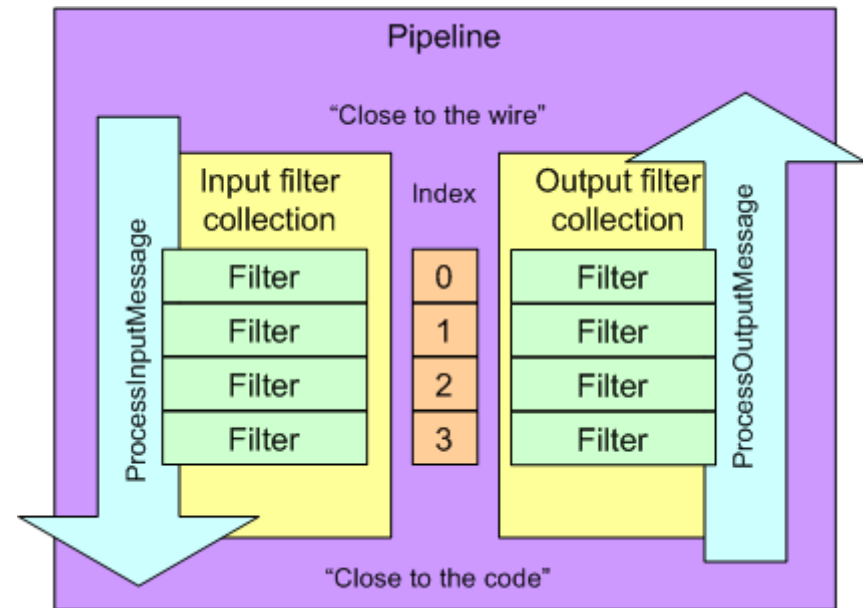 Pipeline
“Close to the wire”
Input filter
collection
Index
Output filter
collection
ProcessInputMessage
Filter
0
Filter
Filter
1
Filter
Filter
2
Filter
Filter
3
Filter
ProcessOutputMessage
“Close to the code”